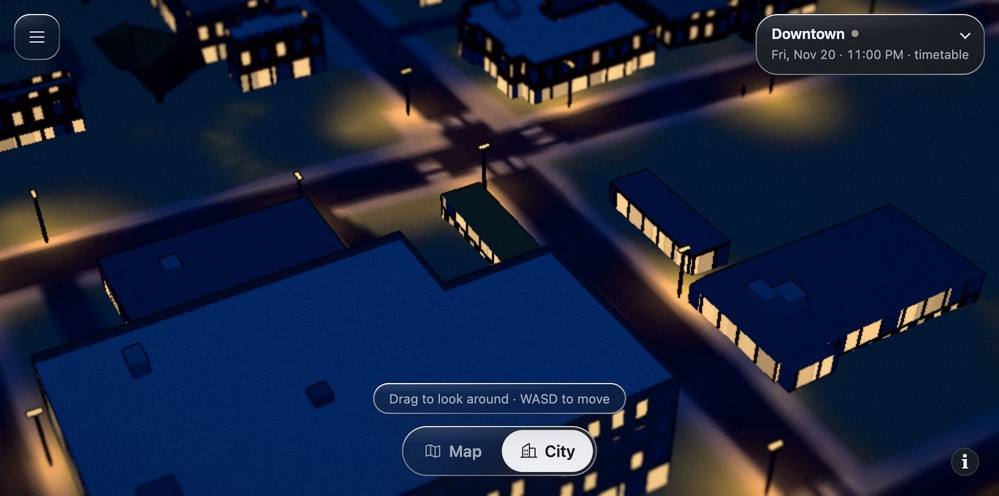 Downtown
Fri, Nov 20 · 11:00 PM · timetable
Drag to look around · WASD to move
Map
City